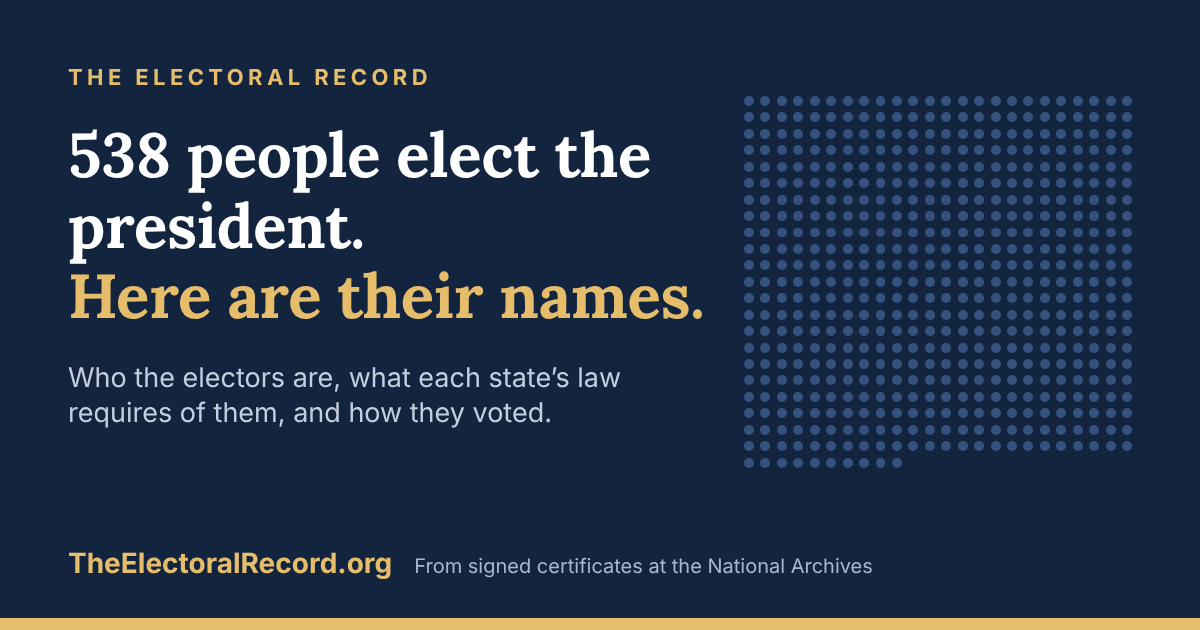 THE ELECTORAL RECORD
538 people elect the
president.
Here are their names.
Who the electors are, what each state’s law
requires of them, and how they voted.
TheElectoralRecord.org From signed certificates at the National Archives